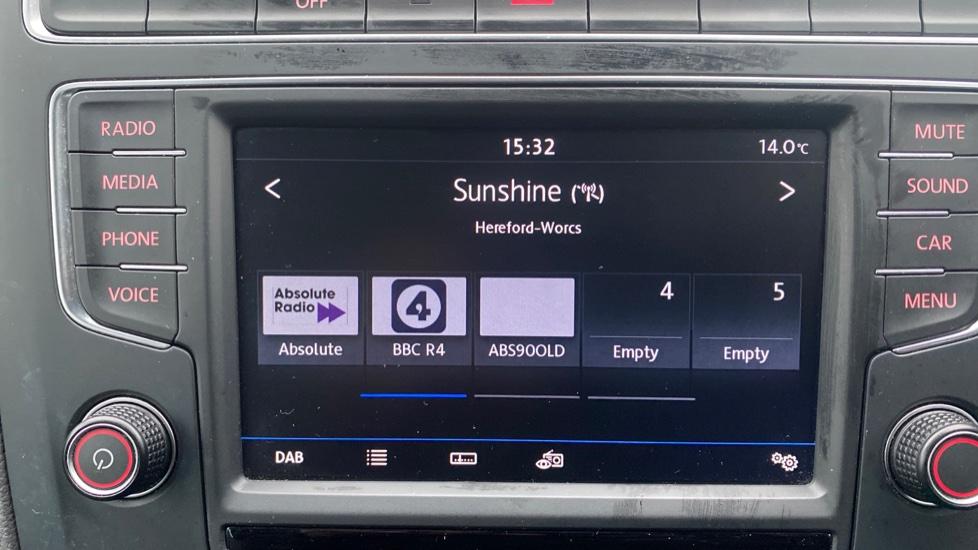 OFF
RADIO
MEDIA
PHONE
VOICE
15:32
14.0°C
< Sunshine >
Hereford-Worcs
Absolute
Radio
Absolute
4
BBC R4
ABS90OLD
4
Empty
5
Empty
DAB
MUTE
SOUND
CAR
MENU